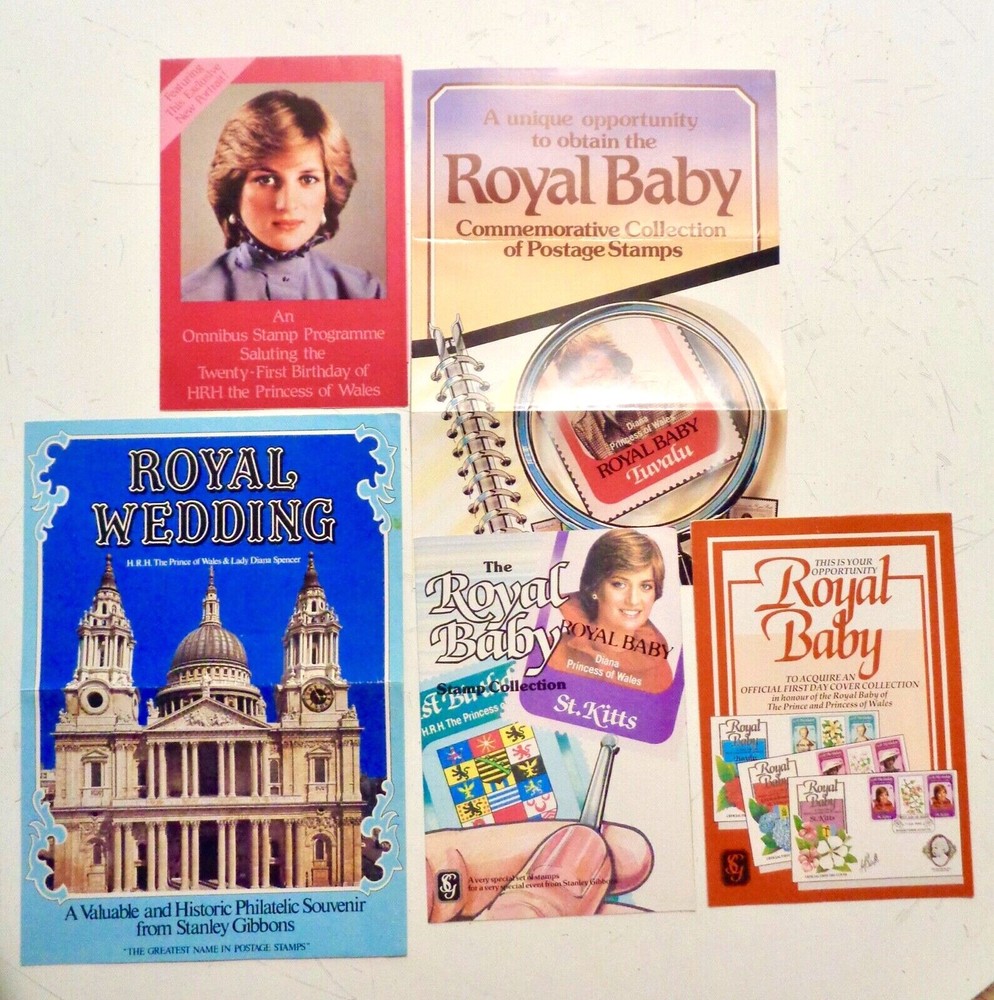 Featuring
This Exclusive
New Portrait!
An
Omnibus Stamp Programme
Saluting the
Twenty-First Birthday of
HRH the Princess of Wales
A unique opportunity
to obtain the
Royal Baby
Commemorative Collection
of Postage Stamps
Diana
Princess of Wales
ROYAL BABY
Tuvalu
ROYAL
WEDDING
H.R.H. The Prince of Wales & Lady Diana Spencer
A Valuable and Historic Philatelic Souvenir
from Stanley Gibbons
"THE GREATEST NAME IN POSTAGE STAMPS"
The
Royal
Baby
Stamp Collection
ROYAL BABY
Diana
Princess of Wales
St. Kitts
H.R.H. The Princess
SG
A very special set of stamps
for a very special event from Stanley Gibbons
THIS IS YOUR
OPPORTUNITY
Royal
Baby
TO ACQUIRE AN
OFFICIAL FIRST DAY COVER COLLECTION
in honour of the Royal Baby of
The Prince and Princess of Wales
Royal
Baby
Royal
Baby
Royal
Baby
St. Kitts
SG